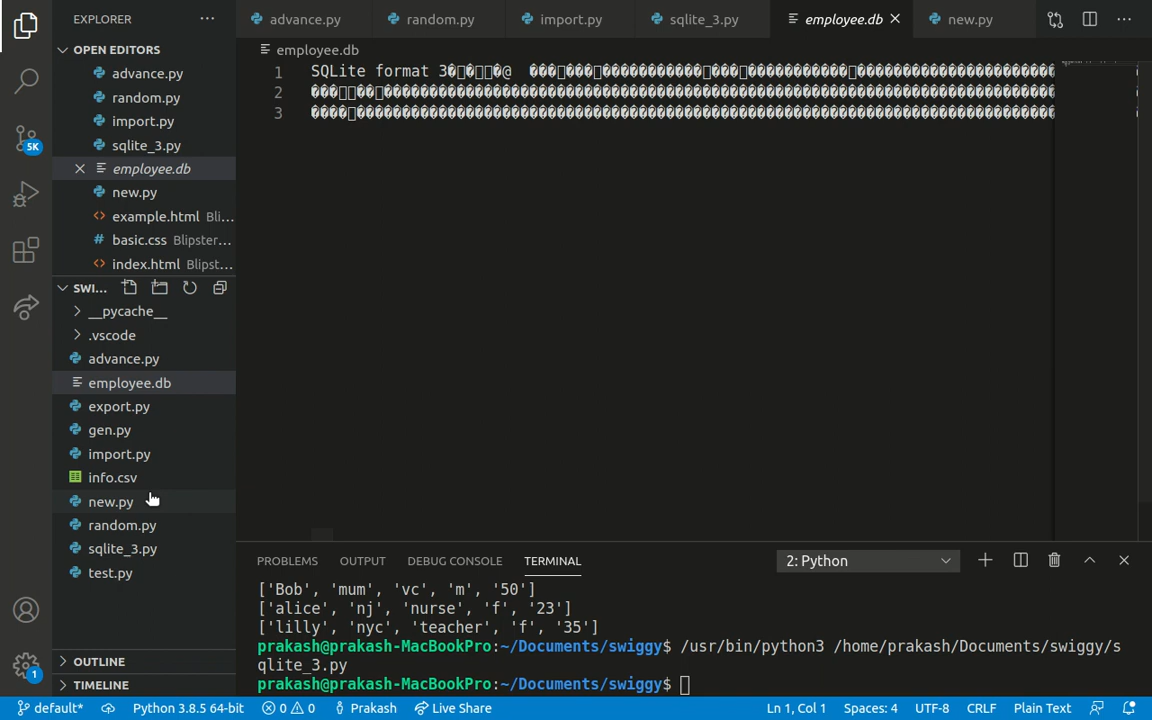 EXPLORER
advance.py random.py import.py sqlite_3.py employee.db new.py
OPEN EDITORS
advance.py
random.py
import.py
sqlite_3.py
employee.db
new.py
example.html Bli...
basic.css Blipster...
index.html Blipst...
SWI...
__pycache__
.vscode
advance.py
employee.db
export.py
gen.py
import.py
info.csv
new.py
random.py
sqlite_3.py
test.py
OUTLINE
TIMELINE
5K
1
employee.db
1 SQLite format 3
2
3
PROBLEMS OUTPUT DEBUG CONSOLE TERMINAL 2: Python
['Bob', 'mum', 'vc', 'm', '50']
['alice', 'nj', 'nurse', 'f', '23']
['lilly', 'nyc', 'teacher', 'f', '35']
prakash@prakash-MacBookPro:~/Documents/swiggy$ /usr/bin/python3 /home/prakash/Documents/swiggy/s
qlite_3.py
prakash@prakash-MacBookPro:~/Documents/swiggy$
default* Python 3.8.5 64-bit 0 0 Prakash Live Share Ln 1, Col 1 Spaces: 4 UTF-8 CRLF Plain Text